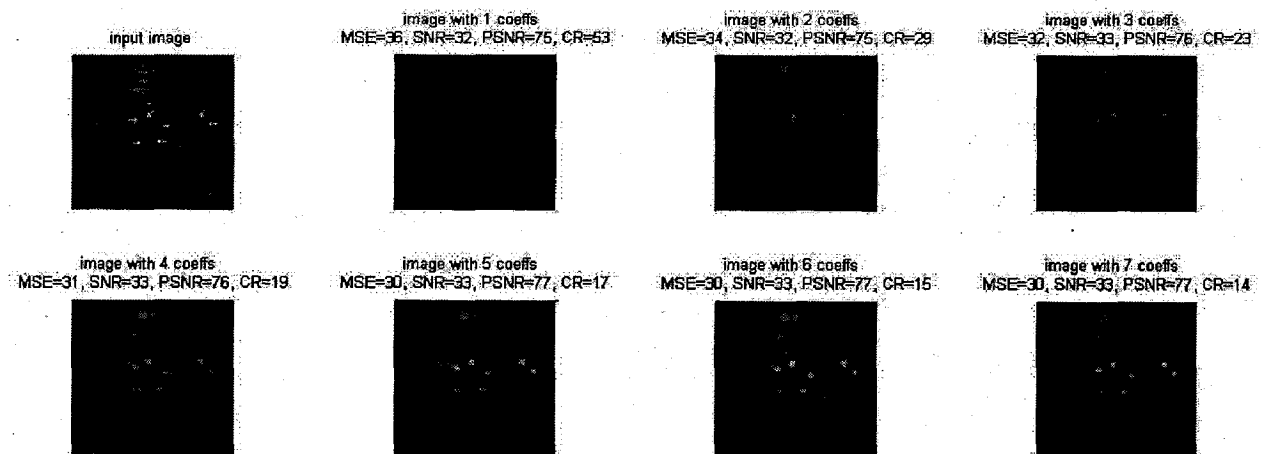 input image
image with 1 coeffs
MSE=36, SNR=32, PSNR=75, CR=53
image with 2 coeffs
MSE=34, SNR=32, PSNR=75, CR=29
image with 3 coeffs
MSE=32, SNR=33, PSNR=76, CR=23
image with 4 coeffs
MSE=31, SNR=33, PSNR=76, CR=19
image with 5 coeffs
MSE=30, SNR=33, PSNR=77, CR=17
image with 6 coeffs
MSE=30, SNR=33, PSNR=77, CR=15
image with 7 coeffs
MSE=30, SNR=33, PSNR=77, CR=14